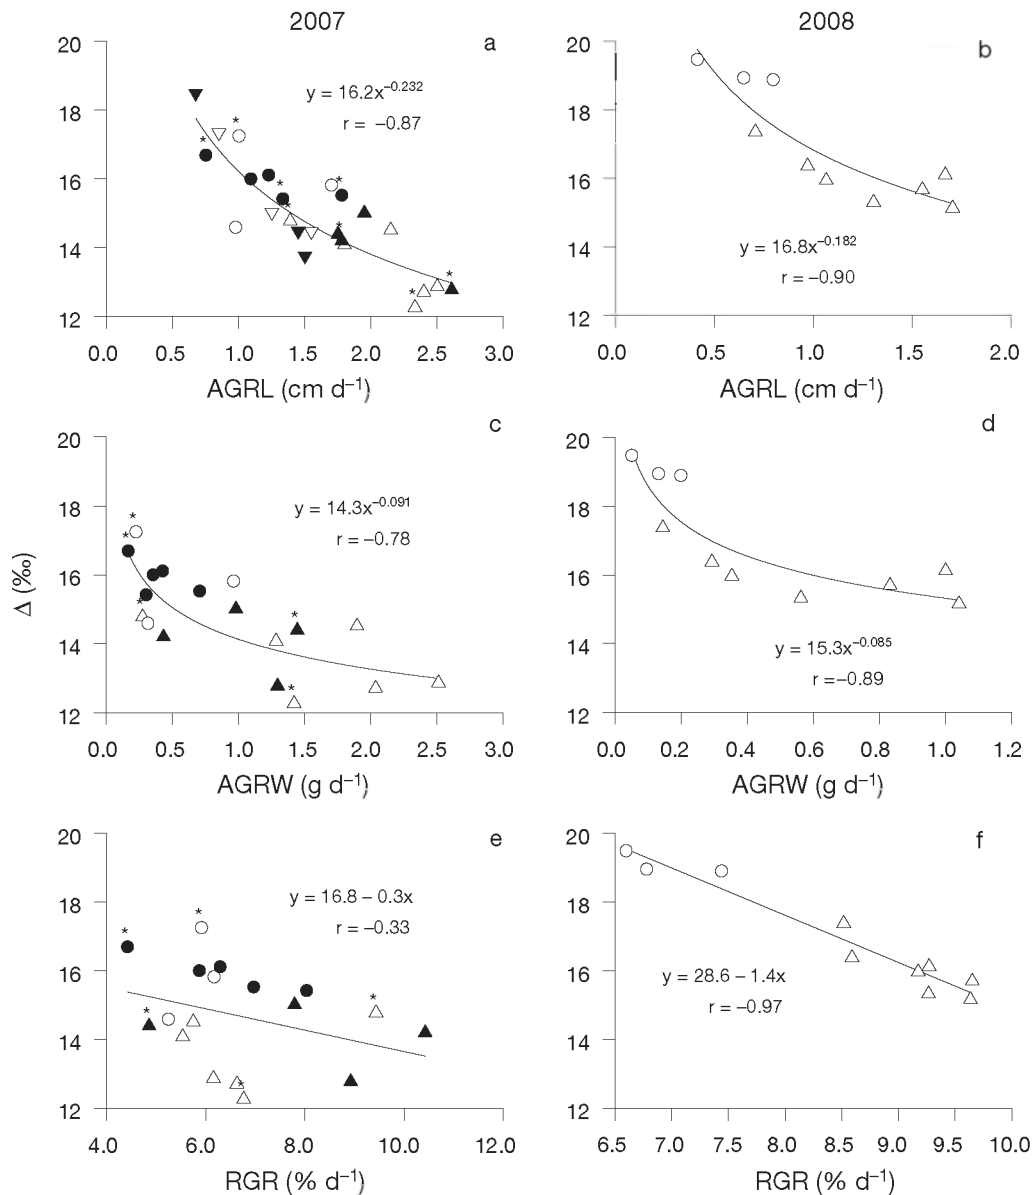 2007
2008
a
b
20
18
16
14
12
y = 16.2x^–0.232
r = –0.87
y = 16.8x^–0.182
r = –0.90
0.0 0.5 1.0 1.5 2.0 2.5 3.0
AGRL (cm d^–1)
20
18
16
14
12
0.0 0.5 1.0 1.5 2.0
AGRL (cm d^–1)
c
d
Δ (‰)
20
18
16
14
12
y = 14.3x^–0.091
r = –0.78
0.0 0.5 1.0 1.5 2.0 2.5 3.0
AGRW (g d^–1)
20
18
16
14
12
y = 15.3x^–0.085
r = –0.89
0.0 0.2 0.4 0.6 0.8 1.0 1.2
AGRW (g d^–1)
e
f
20
18
16
14
12
y = 16.8 – 0.3x
r = –0.33
4.0 6.0 8.0 10.0 12.0
RGR (% d^–1)
20
18
16
14
12
y = 28.6 – 1.4x
r = –0.97
6.5 7.0 7.5 8.0 8.5 9.0 9.5 10.0
RGR (% d^–1)